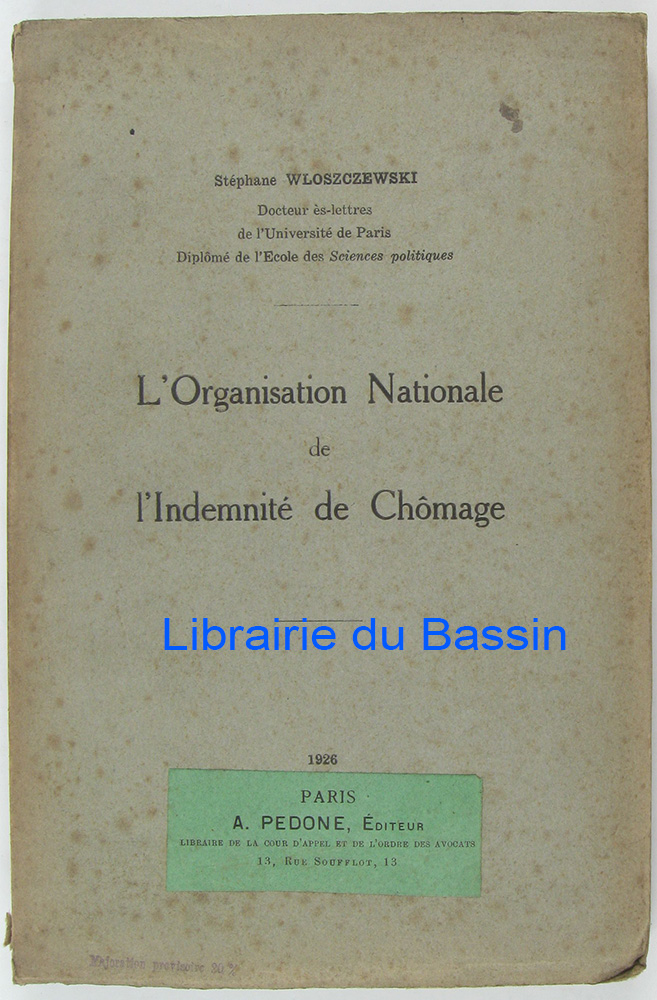 Stéphane WLOSZCZEWSKI
Docteur ès-lettres
de l'Université de Paris
Diplômé de l'Ecole des Sciences politiques
L'Organisation Nationale
de
l'Indemnité de Chômage
Librairie du Bassin
1926
PARIS
A. PEDONE, ÉDITEUR
LIBRAIRE DE LA COUR D'APPEL ET DE L'ORDRE DES AVOCATS
13, RUE SOUFFLOT, 13
Majoration 20 %